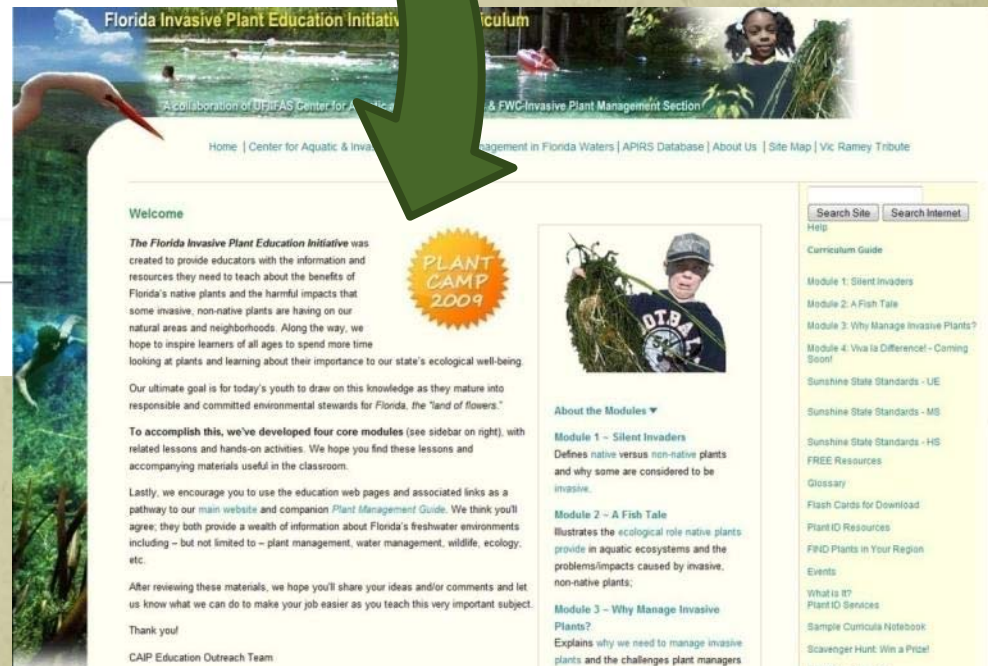 Florida Invasive Plant Education Initiative
A collaboration of UF/IFAS Center for
& FWC-Invasive Plant Management Section
Home | Center for Aquatic &
in Florida Waters | APIRS Database | About Us | Site Map | Vic Ramey Tribute
Welcome
The Florida Invasive Plant Education Initiative was
created to provide educators with the information and
resources they need to teach about the benefits of
Florida's native plants and the harmful impacts that
some invasive, non-native plants are having on our
natural areas and neighborhoods. Along the way, we
hope to inspire learners of all ages to spend more time
looking at plants and learning about their importance to our state's ecological well-being.
Our ultimate goal is for today's youth to draw on this knowledge as they mature into
responsible and committed environmental stewards for Florida, the "land of flowers."
To accomplish this, we've developed four core modules (see sidebar on right), with
related lessons and hands-on activities. We hope you find these lessons and
accompanying materials useful in the classroom.
Lastly, we encourage you to use the education web pages and associated links as a
pathway to our main website and companion Plant Management Guide. We think you'll
agree; they both provide a wealth of information about Florida's freshwater environments
including – but not limited to – plant management, water management, wildlife, ecology,
etc.
After reviewing these materials, we hope you'll share your ideas and/or comments and let
us know what we can do to make your job easier as you teach this very important subject.
Thank you!
CAIP Education Outreach Team
PLANT
CAMP
2009
About the Modules ▼
Module 1 – Silent Invaders
Defines native versus non-native plants
and why some are considered to be
invasive.
Module 2 – A Fish Tale
Illustrates the ecological role native plants
provide in aquatic ecosystems and the
problems/impacts caused by invasive,
non-native plants;
Module 3 – Why Manage Invasive
Plants?
Explains why we need to manage invasive
plants and the challenges plant managers
Search Site
Search Internet
Help
Curriculum Guide
Module 1: Silent Invaders
Module 2: A Fish Tale
Module 3: Why Manage Invasive Plants?
Module 4: Viva la Difference! - Coming
Soon!
Sunshine State Standards - UE
Sunshine State Standards - MS
Sunshine State Standards - HS
FREE Resources
Glossary
Flash Cards for Download
Plant ID Resources
FIND Plants in Your Region
Events
What is It?
Plant ID Services
Sample Curricula Notebook
Scavenger Hunt: Win a Prize!